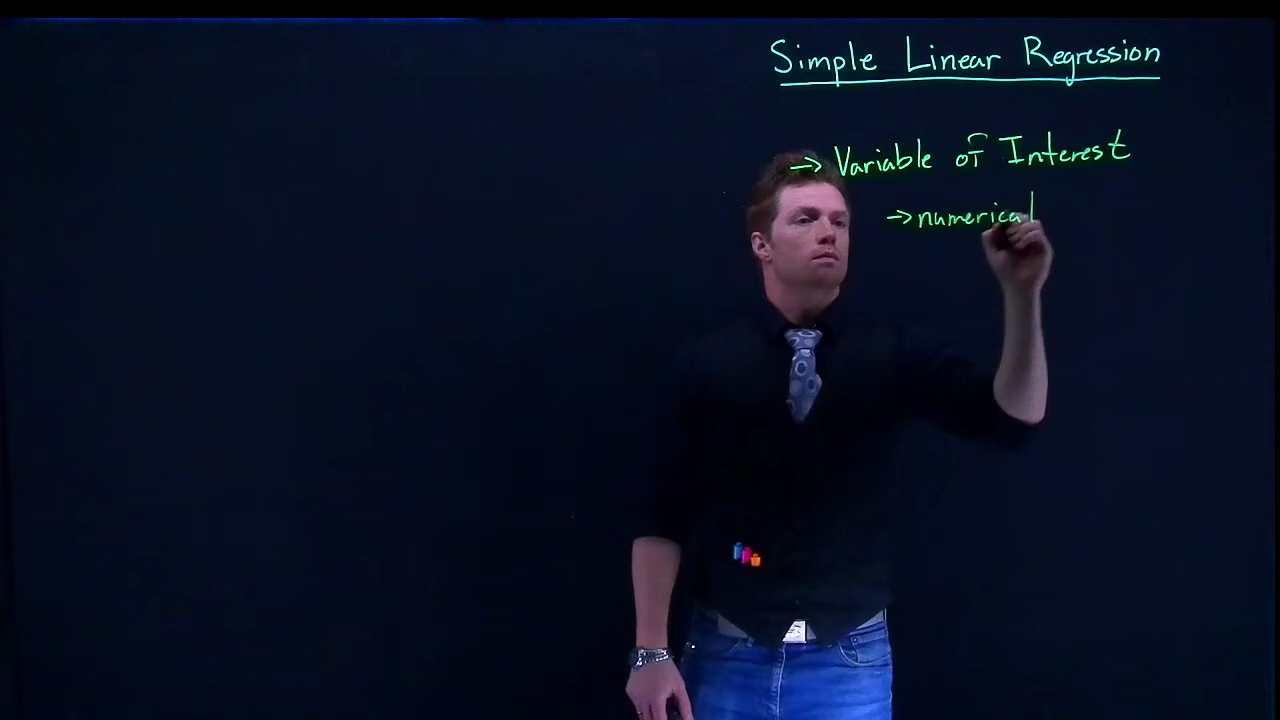 Simple Linear Regression
→ Variable of Interest
→ numerical